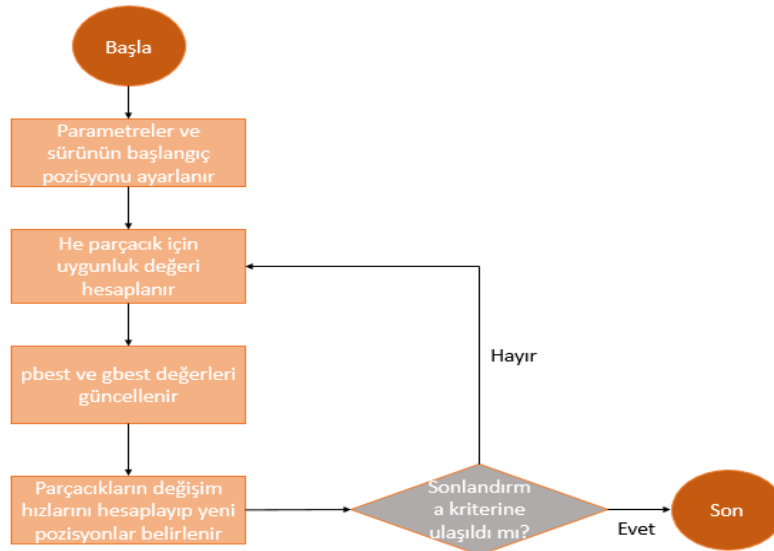 Başla
Parametreler ve
sürünün başlangıç
pozisyonu ayarlanır
He parçacık için
uygunluk değeri
hesaplanır
pbest ve gbest değerleri
güncellenir
Parçacıkların değişim
hızlarını hesaplayıp yeni
pozisyonlar belirlenir
Sonlandırm
a kriterine
ulaşıldı mı?
Hayır
Evet
Son